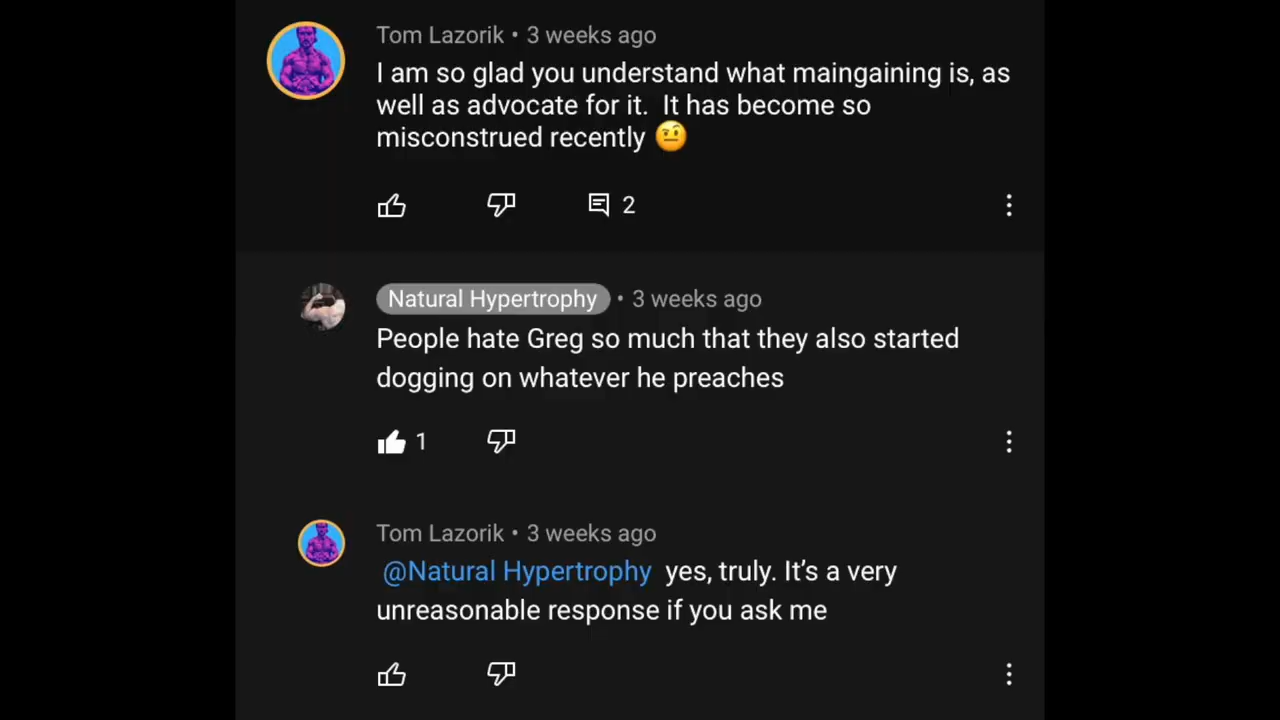 Tom Lazorik • 3 weeks ago
I am so glad you understand what maingaining is, as
well as advocate for it.  It has become so
misconstrued recently 🤨
2
Natural Hypertrophy • 3 weeks ago
People hate Greg so much that they also started
dogging on whatever he preaches
1
Tom Lazorik • 3 weeks ago
@Natural Hypertrophy  yes, truly. It’s a very
unreasonable response if you ask me